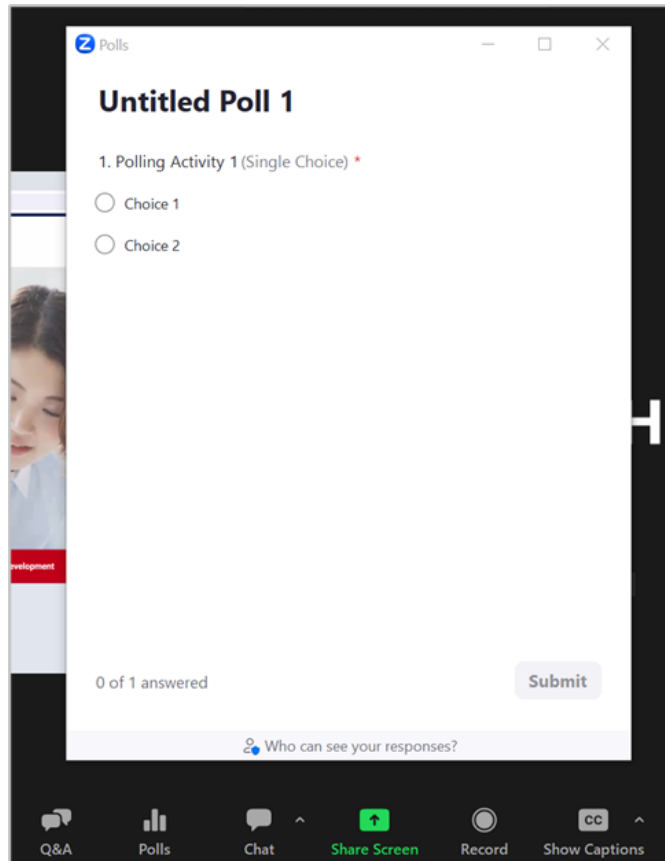 Polls
Untitled Poll 1
1. Polling Activity 1 (Single Choice) *
Choice 1
Choice 2
H
evelopment
0 of 1 answered
Submit
Who can see your responses?
CC
Q&A Polls Chat Share Screen Record Show Captions